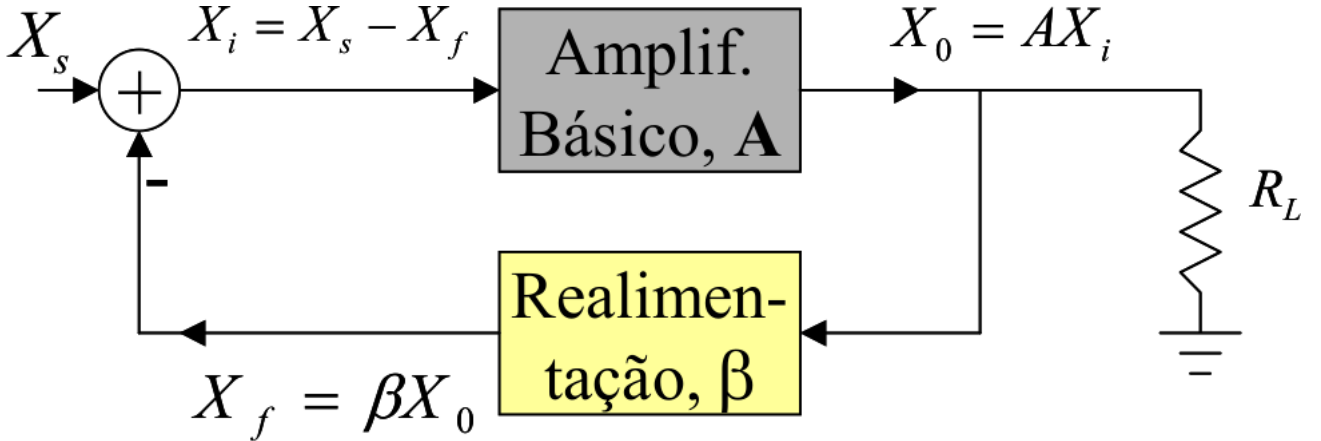 X_s
X_i = X_s − X_f
Amplif.
Básico, A
X_0 = AX_i
+
-
R_L
Realimen-
tação, β
X_f = βX_0